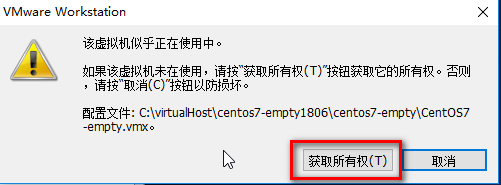 VMware Workstation
该虚拟机似乎正在使用中。
如果该虚拟机未在使用，请按“获取所有权(T)”按钮获取它的所有权。否则
，请按“取消(C)”按钮以防损坏。
配置文件: C:\virtualHost\centos7-empty1806\centos7-empty\CentOS7
-empty.vmx。
获取所有权(T)
取消